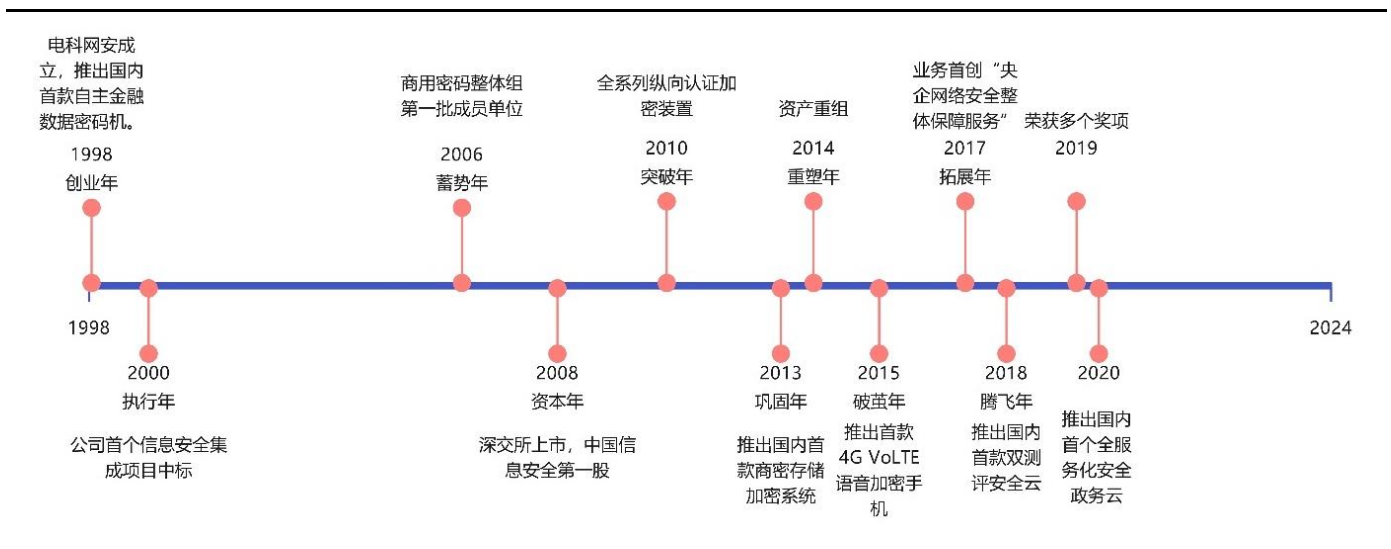 电科网安成
立，推出国内
首款自主金融
数据密码机。
1998
创业年
商用密码整体组
第一批成员单位
2006
蓄势年
全系列纵向认证加
密装置
2010
突破年
资产重组
2014
重塑年
业务首创“央
企网络安全整
体保障服务”
2017
拓展年
荣获多个奖项
2019
1998
2024
2000
执行年
公司首个信息安全集
成项目中标
2008
资本年
深交所上市，中国信
息安全第一股
2013
巩固年
推出国内首
款商密存储
加密系统
2015
破茧年
推出首款
4G VoLTE
语音加密手
机
2018
腾飞年
推出国内
首款双测
评安全云
2020
推出国内
首个全服
务化安全
政务云